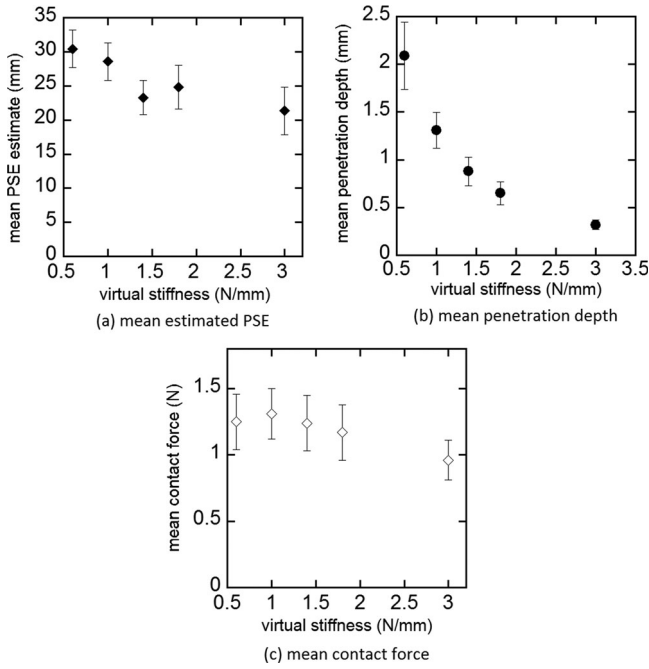 35
30
25
20
15
10
5
0
mean PSE estimate (mm)
0.5 1 1.5 2 2.5 3
virtual stiffness (N/mm)
(a) mean estimated PSE
2.5
2
1.5
1
0.5
0
mean penetration depth (mm)
0.5 1 1.5 2 2.5 3 3.5
virtual stiffness (N/mm)
(b) mean penetration depth
1.5
1
0.5
0
mean contact force (N)
0.5 1 1.5 2 2.5 3
virtual stiffness (N/mm)
(c) mean contact force